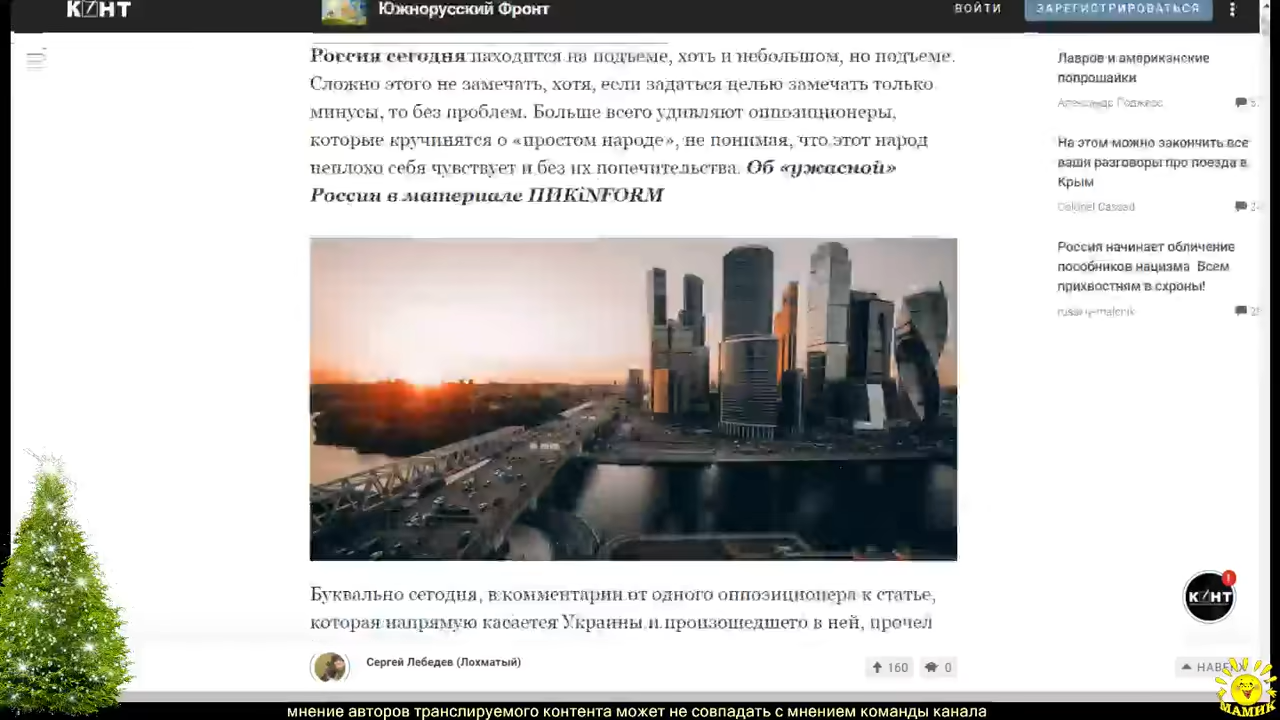 КОНТ
Южнорусский Фронт
ВОЙТИ
ЗАРЕГИСТРИРОВАТЬСЯ
Россия сегодня находится на подъеме, хоть и небольшом, но подъеме.
Сложно этого не замечать, хотя, если задаться целью замечать только
минусы, то без проблем. Больше всего удивляют оппозиционеры,
которые кручинятся о «простом народе», не понимая, что этот народ
неплохо себя чувствует и без их попечительства. Об «ужасной»
России в материале ПИКiNFORM
Буквально сегодня, в комментарии от одного оппозиционера к статье,
которая напрямую касается Украины и произошедшего в ней, прочел
Сергей Лебедев (Лохматый)
160
0
Лавров и американские
попрошайки
На этом можно закончить все
ваши разговоры про поезда в
Крым
Colonel Cassad
Россия начинает обличение
пособников нацизма Всем
прихвостням в схроны!
КОНТ
МАМИК
мнение авторов транслируемого контента может не совпадать с мнением команды канала